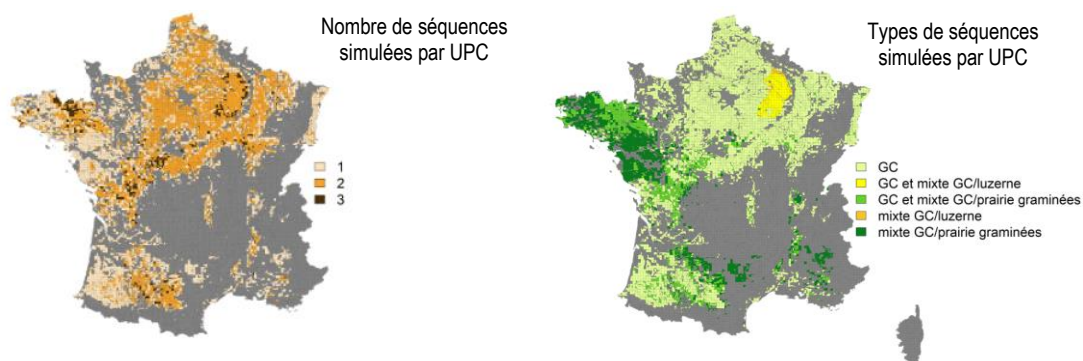 Nombre de séquences
simulées par UPC
1
2
3
Types de séquences
simulées par UPC
GC
GC et mixte GC/luzerne
GC et mixte GC/prairie graminées
mixte GC/luzerne
mixte GC/prairie graminées